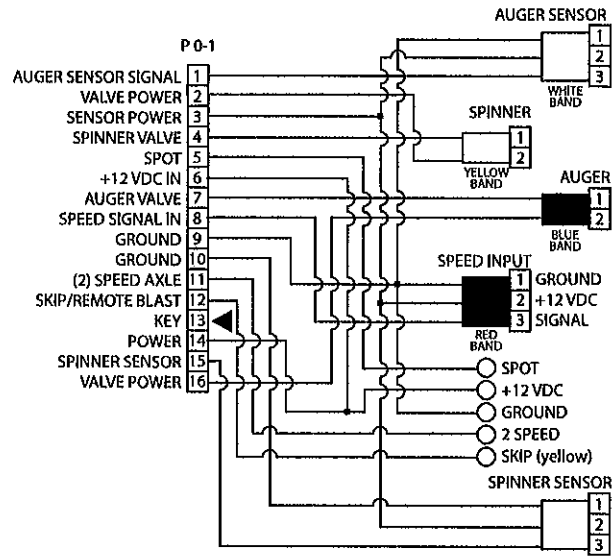 P 0-1
AUGER SENSOR SIGNAL 1
VALVE POWER 2
SENSOR POWER 3
SPINNER VALVE 4
SPOT 5
+12 VDC IN 6
AUGER VALVE 7
SPEED SIGNAL IN 8
GROUND 9
GROUND 10
(2) SPEED AXLE 11
SKIP/REMOTE BLAST 12
KEY 13
POWER 14
SPINNER SENSOR 15
VALVE POWER 16
AUGER SENSOR
1
2
3
WHITE
BAND
SPINNER
1
2
YELLOW
BAND
AUGER
1
2
BLUE
BAND
SPEED INPUT
1 GROUND
2 +12 VDC
3 SIGNAL
RED
BAND
SPOT
+12 VDC
GROUND
2 SPEED
SKIP (yellow)
SPINNER SENSOR
1
2
3